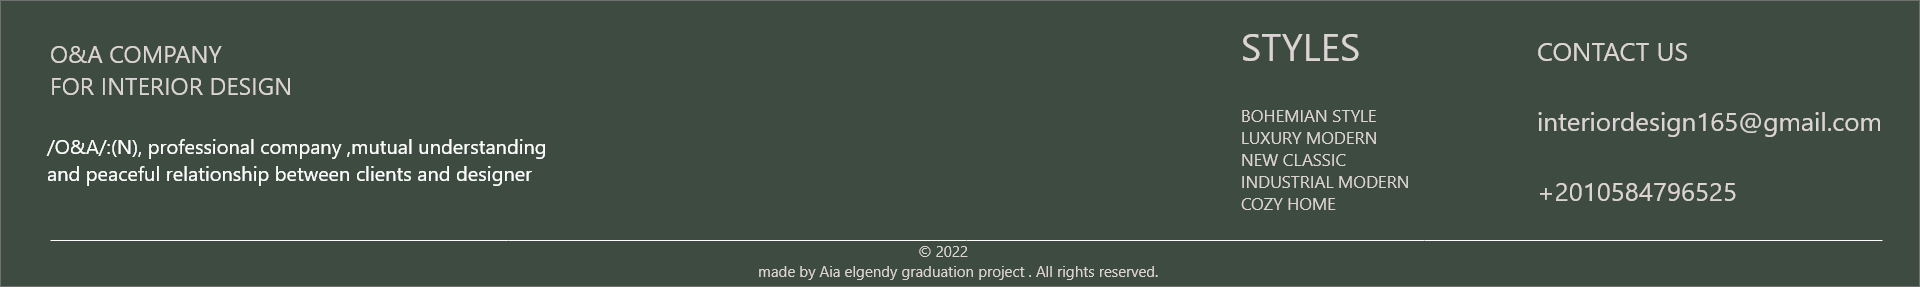 O&A COMPANY
FOR INTERIOR DESIGN
/O&A/:(N), professional company ,mutual understanding
and peaceful relationship between clients and designer
STYLES
BOHEMIAN STYLE
LUXURY MODERN
NEW CLASSIC
INDUSTRIAL MODERN
COZY HOME
CONTACT US
interiordesign165@gmail.com
+2010584796525
© 2022
made by Aia elgendy graduation project . All rights reserved.